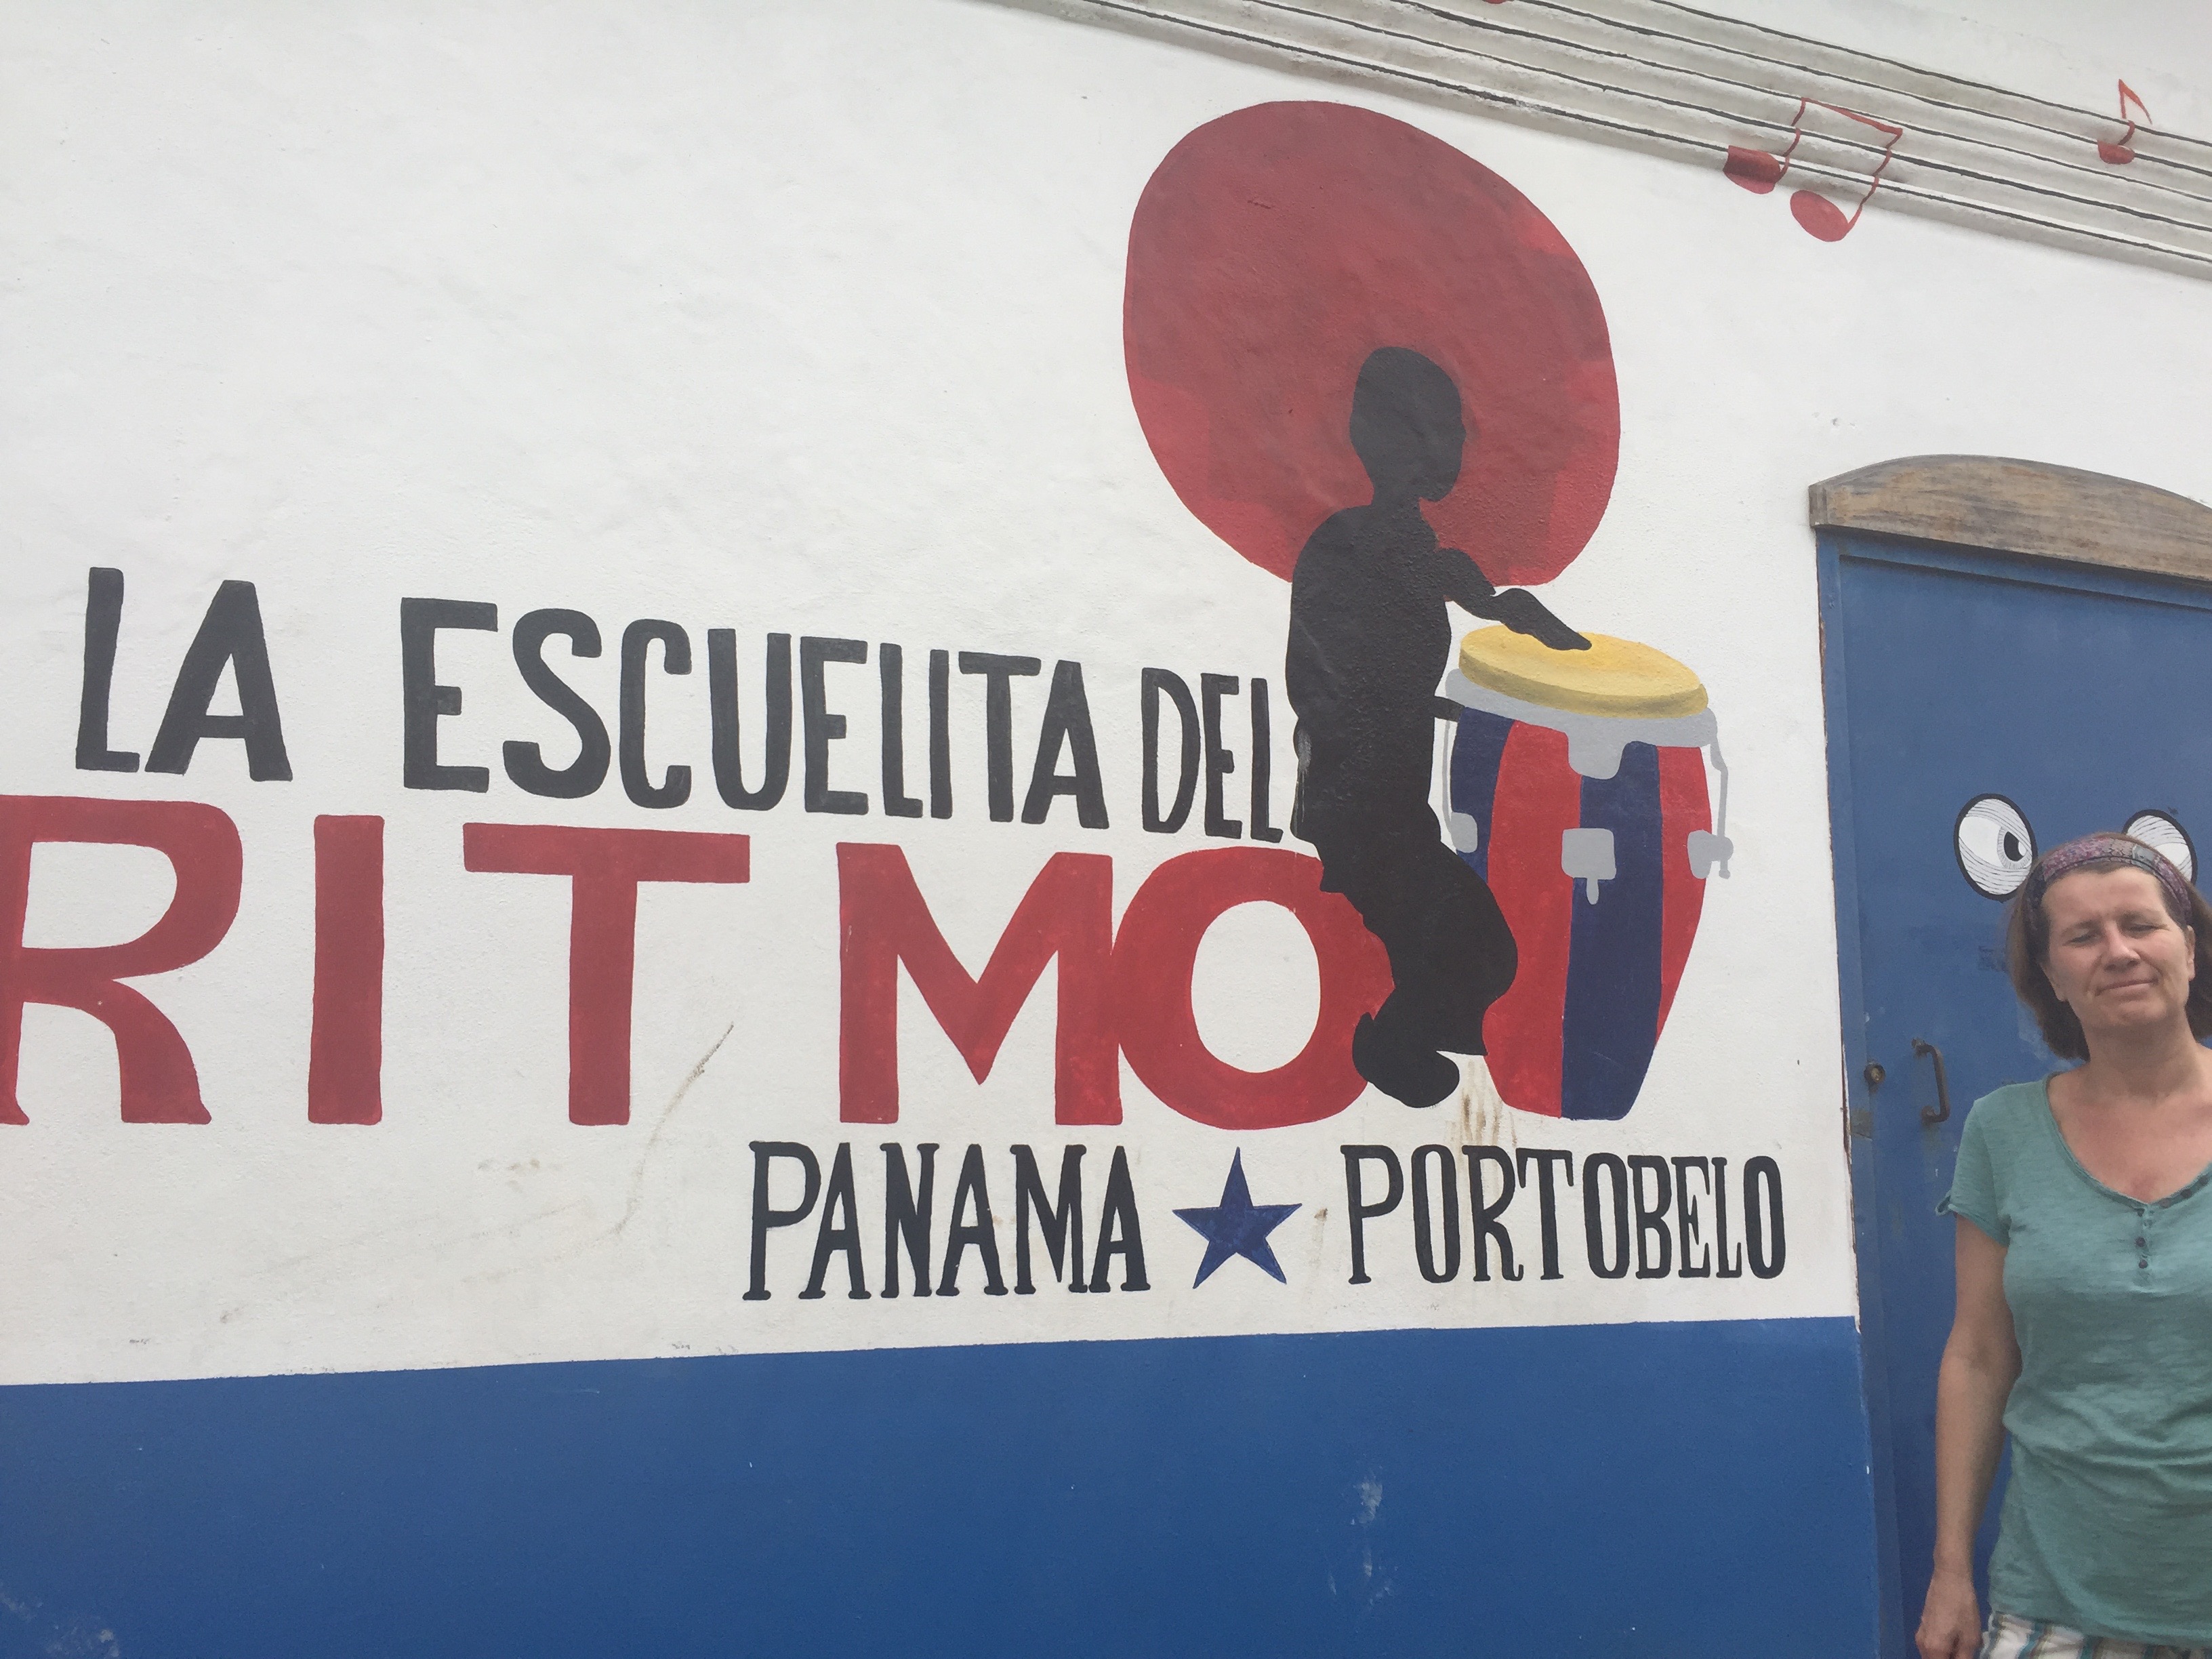 LA ESCUELITA DEL
RITMO
PANAMA ★ PORTOBELO